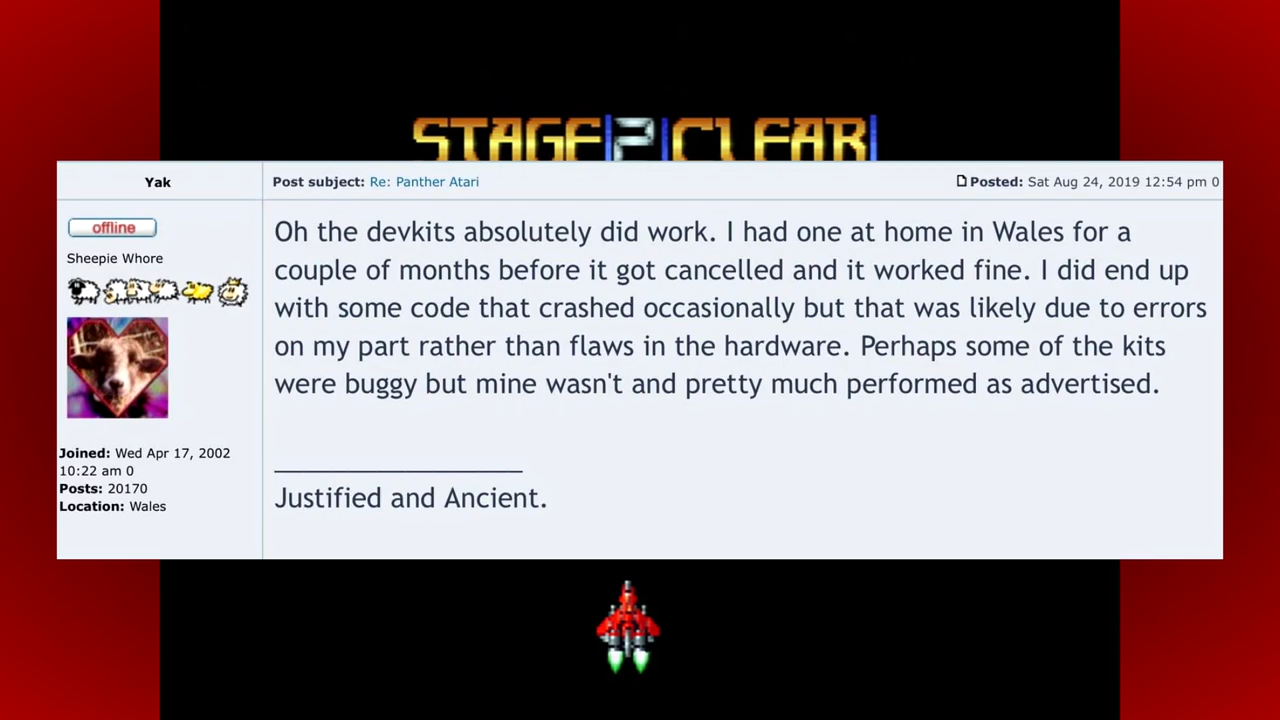 STAGE 2 CLEAR
Yak
Post subject: Re: Panther Atari
Posted: Sat Aug 24, 2019 12:54 pm 0
offline
Sheepie Whore
Joined: Wed Apr 17, 2002
10:22 am 0
Posts: 20170
Location: Wales
Oh the devkits absolutely did work. I had one at home in Wales for a
couple of months before it got cancelled and it worked fine. I did end up
with some code that crashed occasionally but that was likely due to errors
on my part rather than flaws in the hardware. Perhaps some of the kits
were buggy but mine wasn't and pretty much performed as advertised.
Justified and Ancient.